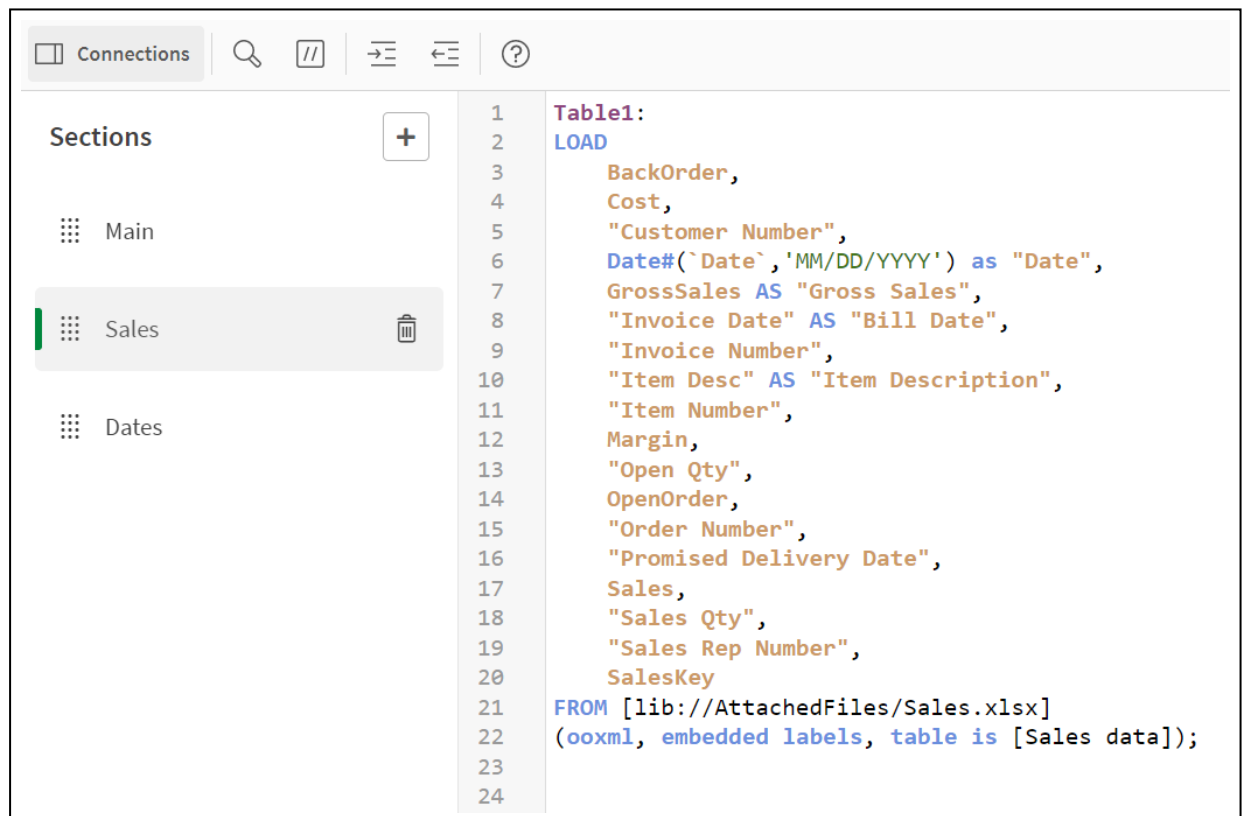 Connections
//
?
Sections
+
Main
Sales
Dates
1 Table1:
2 LOAD
3 BackOrder,
4 Cost,
5 "Customer Number",
6 Date#(`Date`,'MM/DD/YYYY') as "Date",
7 GrossSales AS "Gross Sales",
8 "Invoice Date" AS "Bill Date",
9 "Invoice Number",
10 "Item Desc" AS "Item Description",
11 "Item Number",
12 Margin,
13 "Open Qty",
14 OpenOrder,
15 "Order Number",
16 "Promised Delivery Date",
17 Sales,
18 "Sales Qty",
19 "Sales Rep Number",
20 SalesKey
21 FROM [lib://AttachedFiles/Sales.xlsx]
22 (ooxml, embedded labels, table is [Sales data]);
23
24